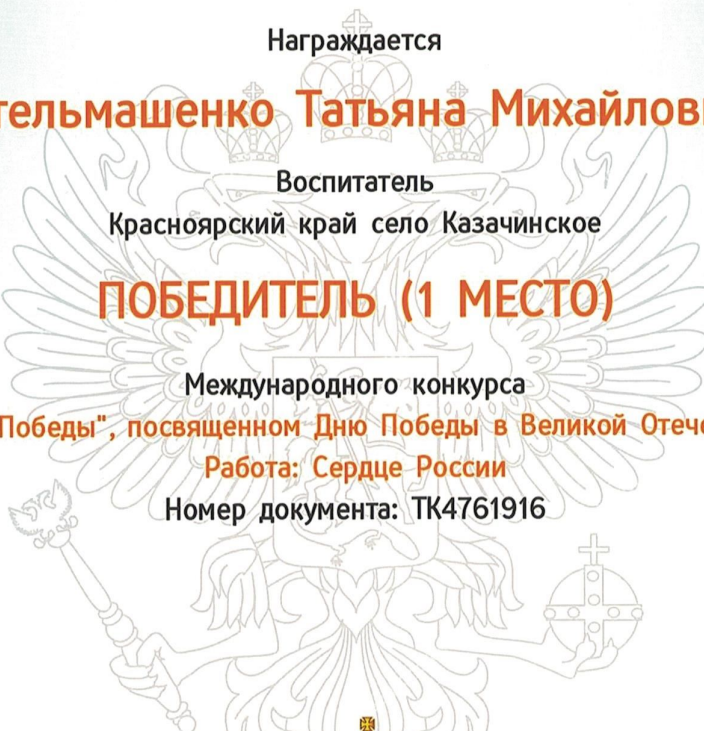 Награждается
тельмашенко Татьяна Михайлов
Воспитатель
Красноярский край село Казачинское
ПОБЕДИТЕЛЬ (1 МЕСТО)
Международного конкурса
Победы", посвященном Дню Победы в Великой Отече
Работа: Сердце России
Номер документа: ТК4761916